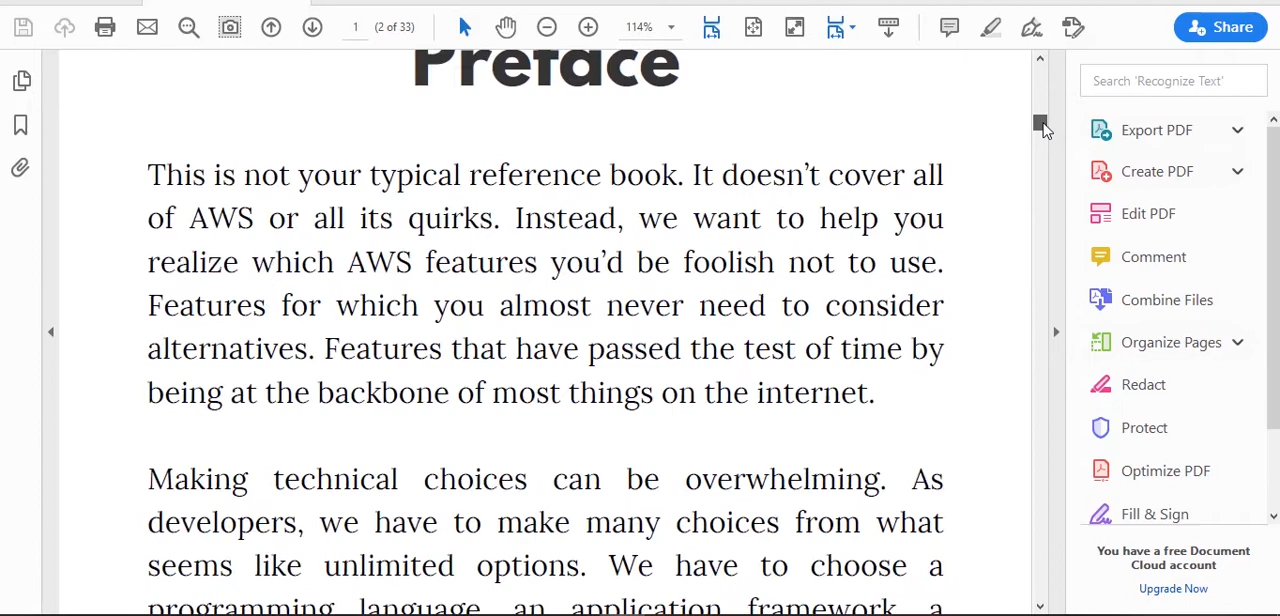 1 (2 of 33) 114% Share
Preface
Search 'Recognize Text'
This is not your typical reference book. It doesn't cover all
of AWS or all its quirks. Instead, we want to help you
realize which AWS features you'd be foolish not to use.
Features for which you almost never need to consider
alternatives. Features that have passed the test of time by
being at the backbone of most things on the internet.
Making technical choices can be overwhelming. As
developers, we have to make many choices from what
seems like unlimited options. We have to choose a
programming language, an application framework, a
Export PDF
Create PDF
Edit PDF
Comment
Combine Files
Organize Pages
Redact
Protect
Optimize PDF
Fill & Sign
You have a free Document
Cloud account
Upgrade Now